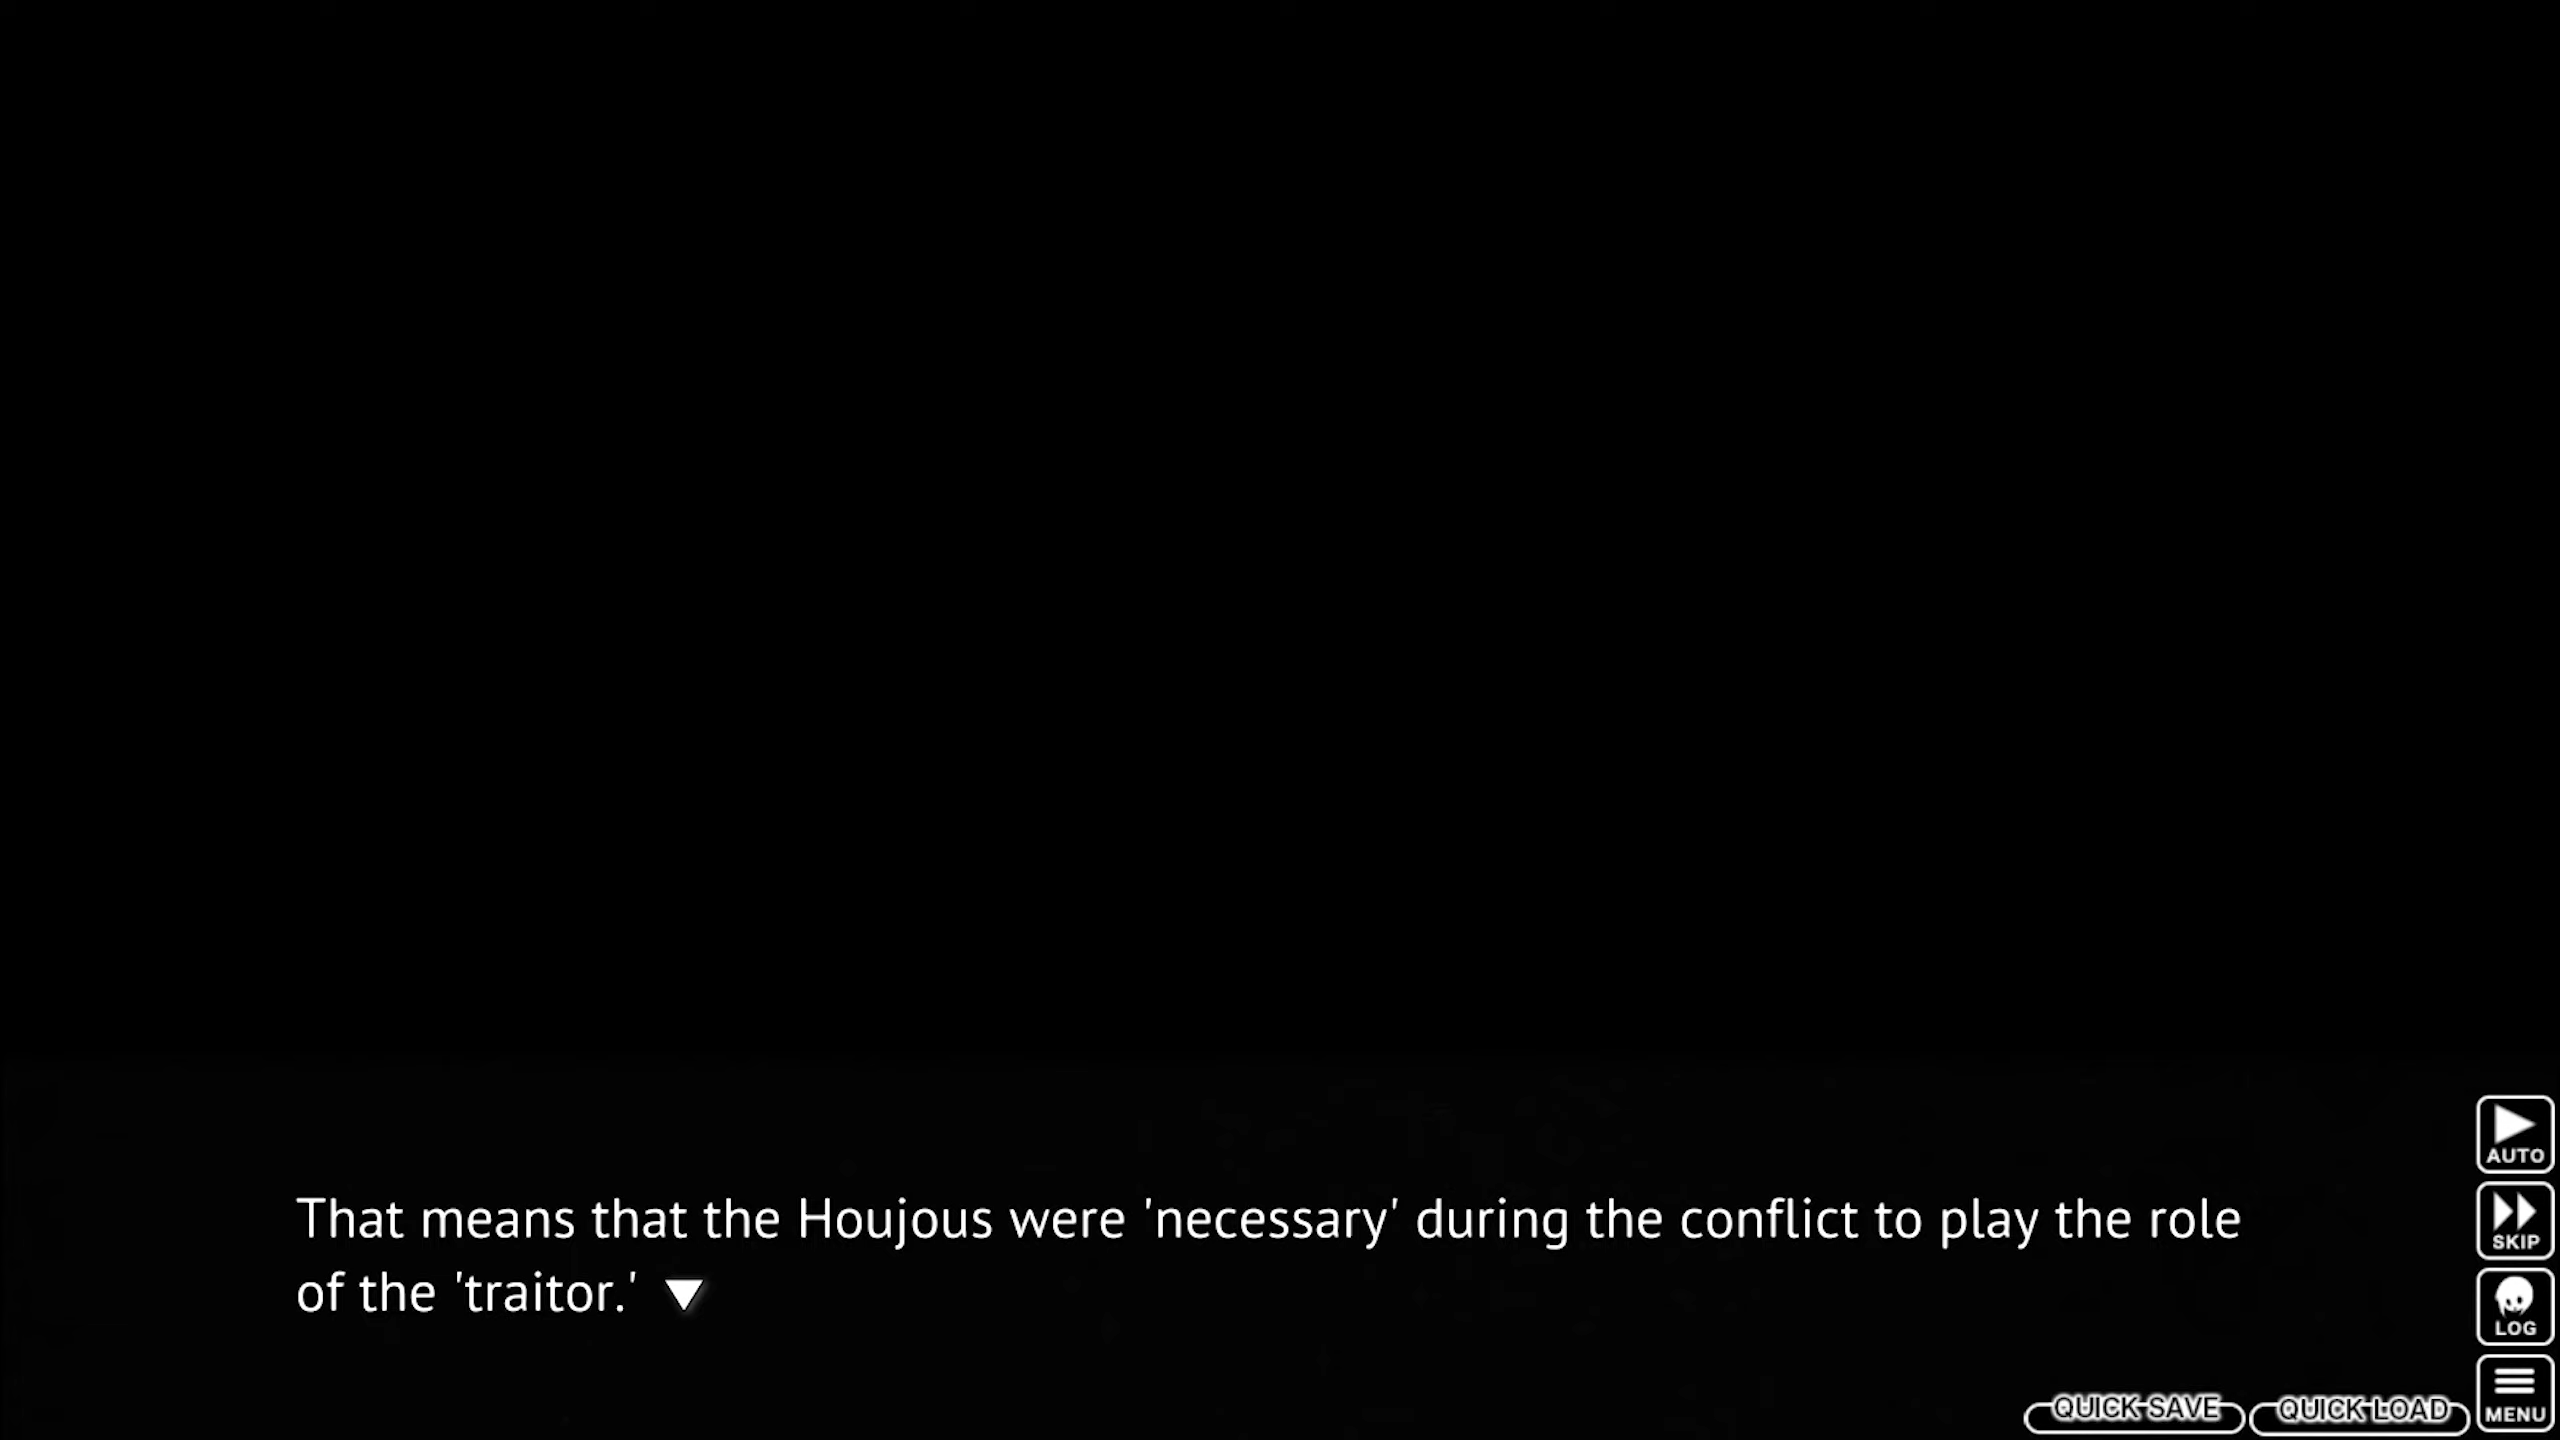 That means that the Houjous were 'necessary' during the conflict to play the role
of the 'traitor.'
AUTO
SKIP
LOG
MENU
QUICK SAVE
QUICK LOAD